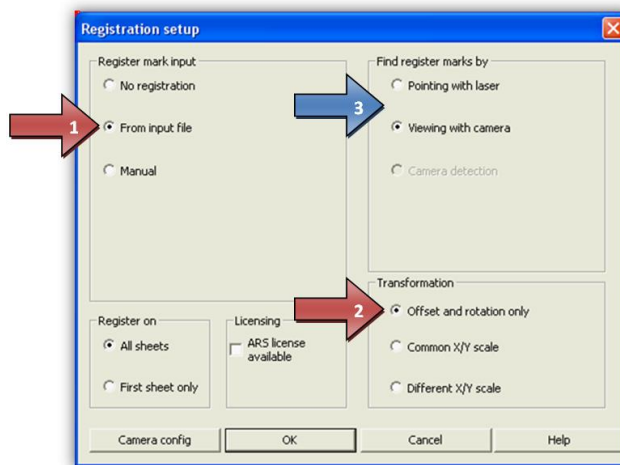 Registration setup
Register mark input
No registration
From input file
Manual
Find register marks by
Pointing with laser
Viewing with camera
Camera detection
Transformation
Offset and rotation only
Common X/Y scale
Different X/Y scale
Register on
All sheets
First sheet only
Licensing
ARS license
available
Camera config
OK
Cancel
Help
1
3
2